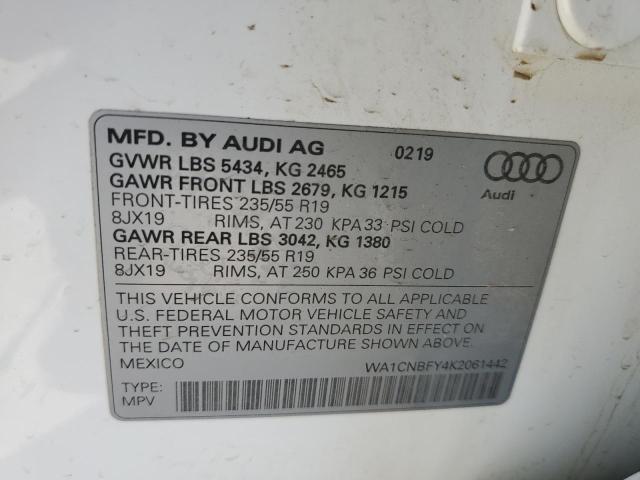 MFD. BY AUDI AG 0219
GVWR LBS 5434, KG 2465
GAWR FRONT LBS 2679, KG 1215
FRONT-TIRES 235/55 R19
8JX19 RIMS, AT 230 KPA 33 PSI COLD
GAWR REAR LBS 3042, KG 1380
REAR-TIRES 235/55 R19
8JX19 RIMS, AT 250 KPA 36 PSI COLD
Audi
THIS VEHICLE CONFORMS TO ALL APPLICABLE
U.S. FEDERAL MOTOR VEHICLE SAFETY AND
THEFT PREVENTION STANDARDS IN EFFECT ON
THE DATE OF MANUFACTURE SHOWN ABOVE.
MEXICO WA1CNBFY4K2061442
TYPE:
MPV